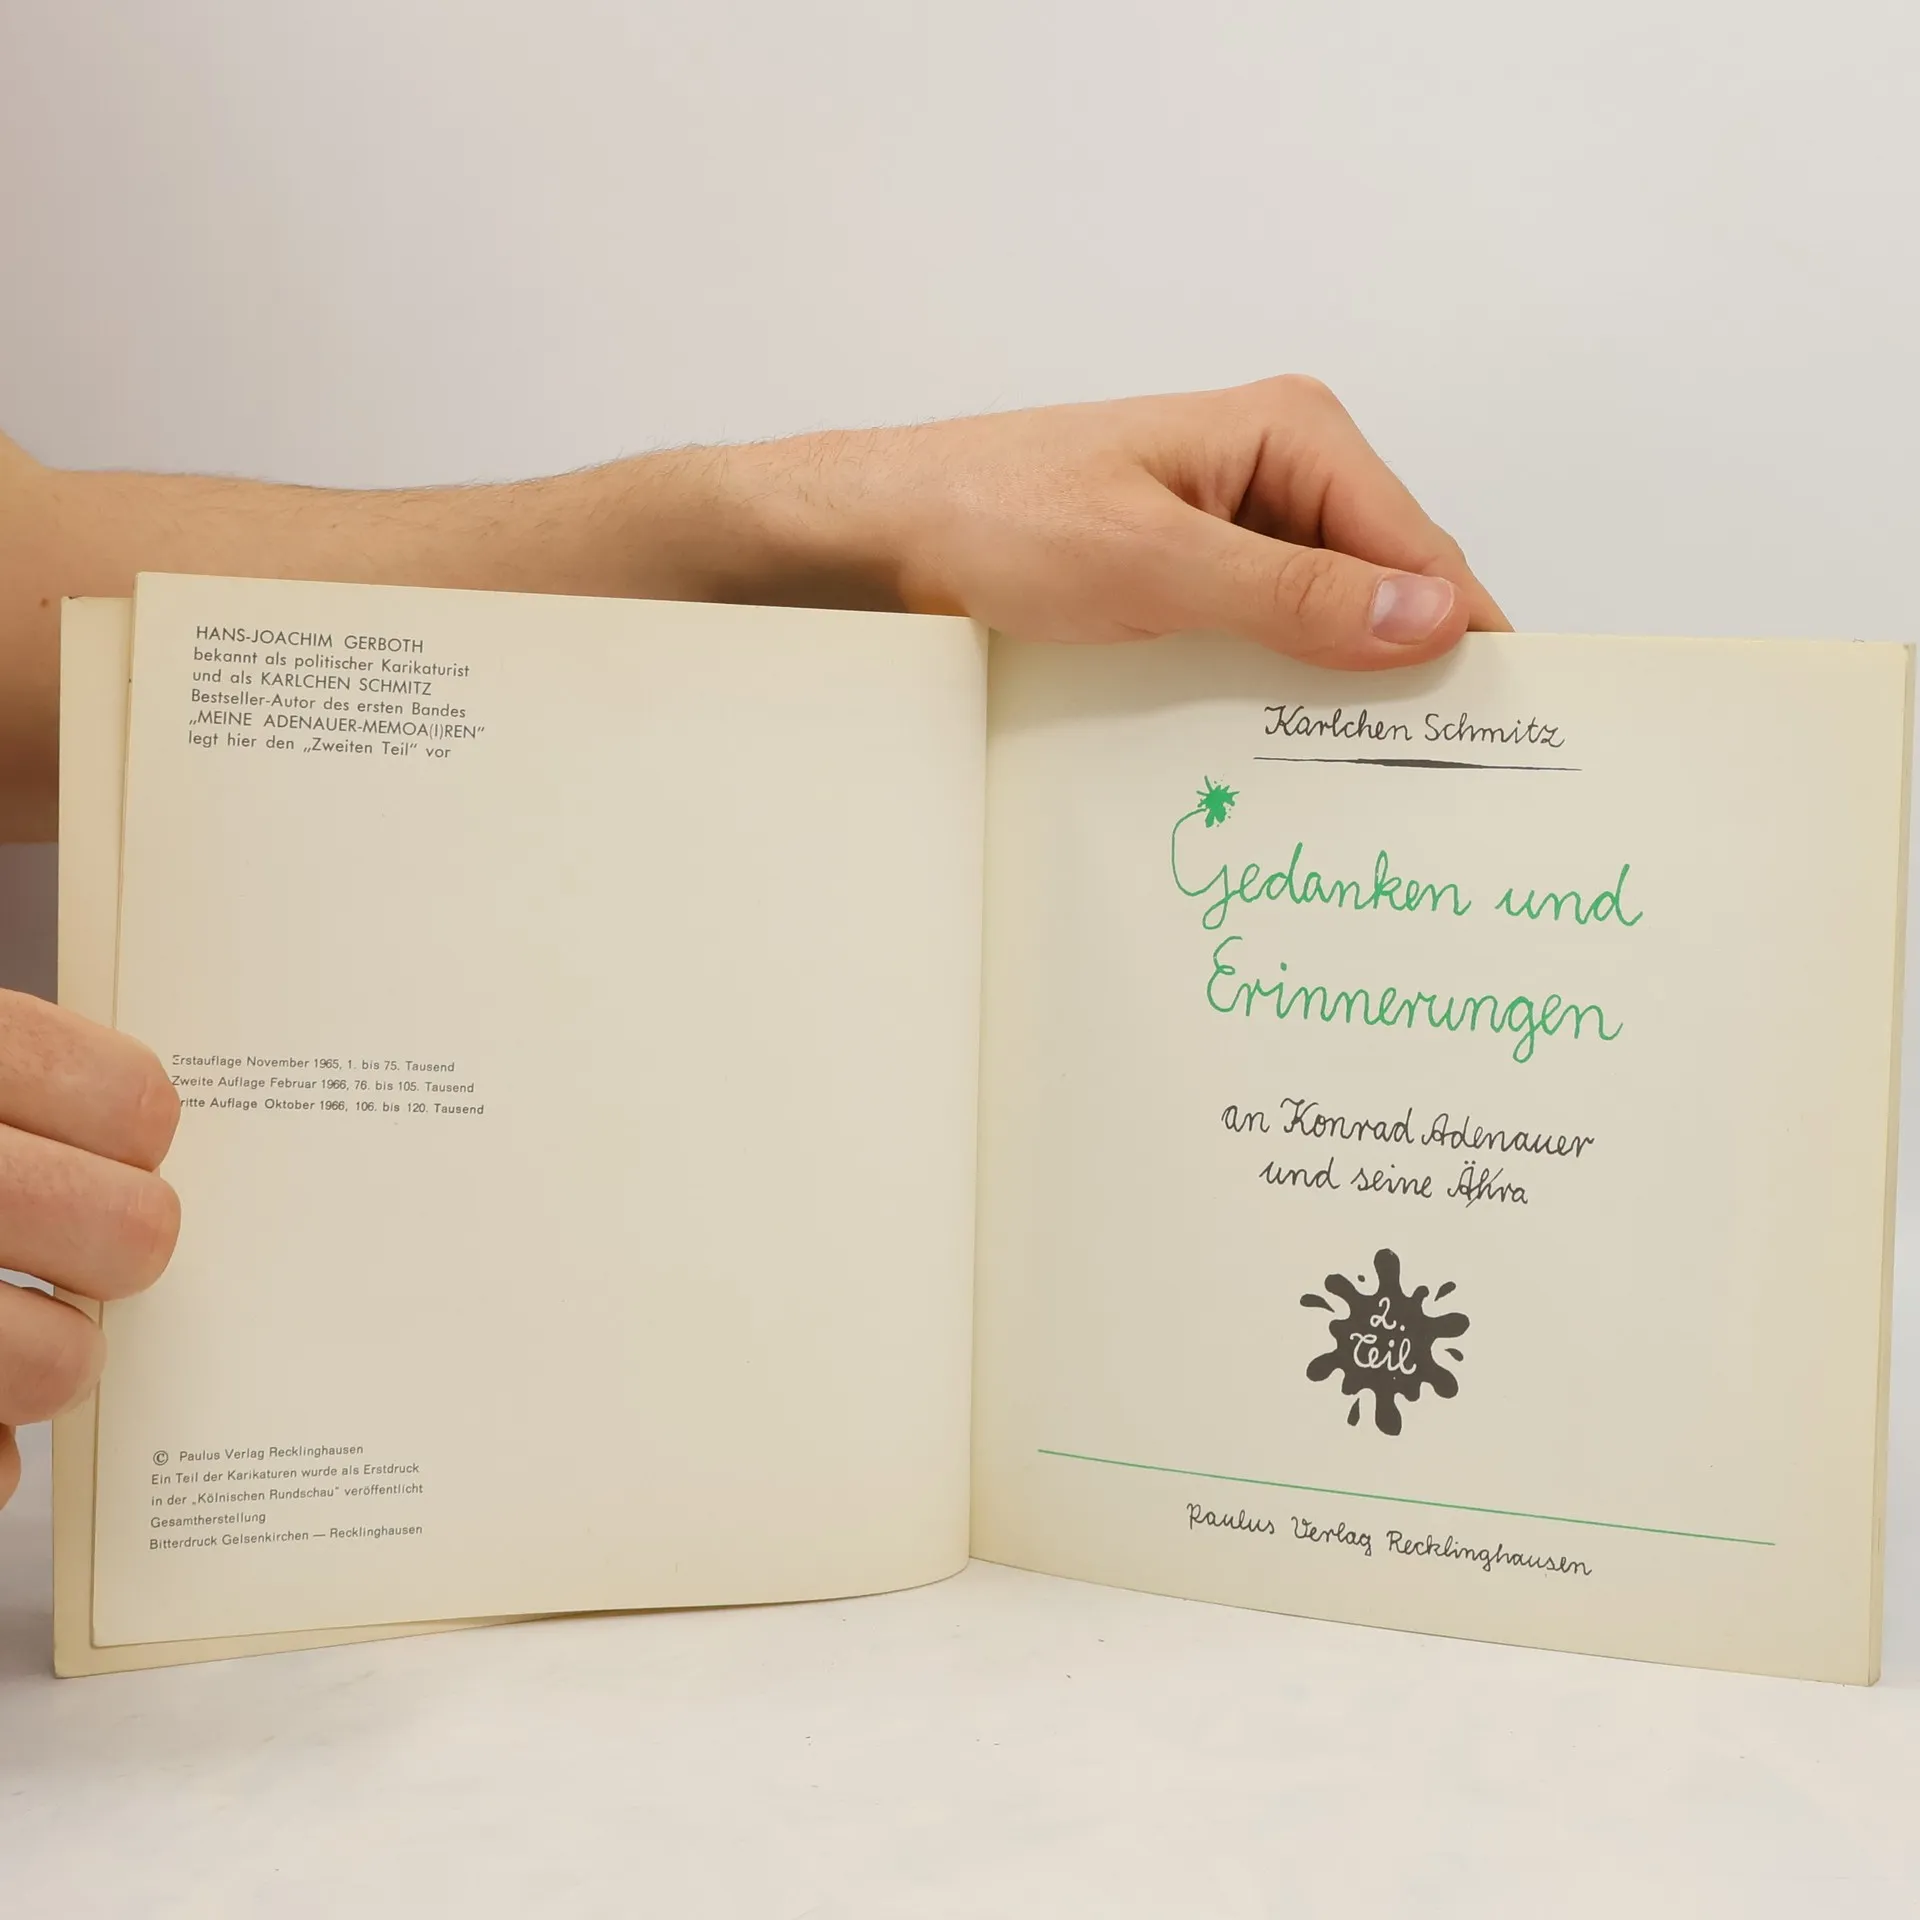 HANS-JOACHIM GERBOTH
bekannt als politischer Karikaturist
und als KARLCHEN SCHMITZ
Bestseller-Autor des ersten Bandes
„MEINE ADENAUER-MEMOA(I)REN“
legt hier den „Zweiten Teil“ vor
Erstauflage November 1965, 1. bis 75. Tausend
Zweite Auflage Februar 1966, 76. bis 105. Tausend
ritte Auflage Oktober 1966, 106. bis 120. Tausend
© Paulus Verlag Recklinghausen
Ein Teil der Karikaturen wurde als Erstdruck
in der „Kölnischen Rundschau“ veröffentlicht
Gesamtherstellung
Bitterdruck Gelsenkirchen — Recklinghausen
Karlchen Schmitz
Gedanken und
Erinnerungen
an Konrad Adenauer
und seine Ähra
2.
Teil
Paulus Verlag Recklinghausen